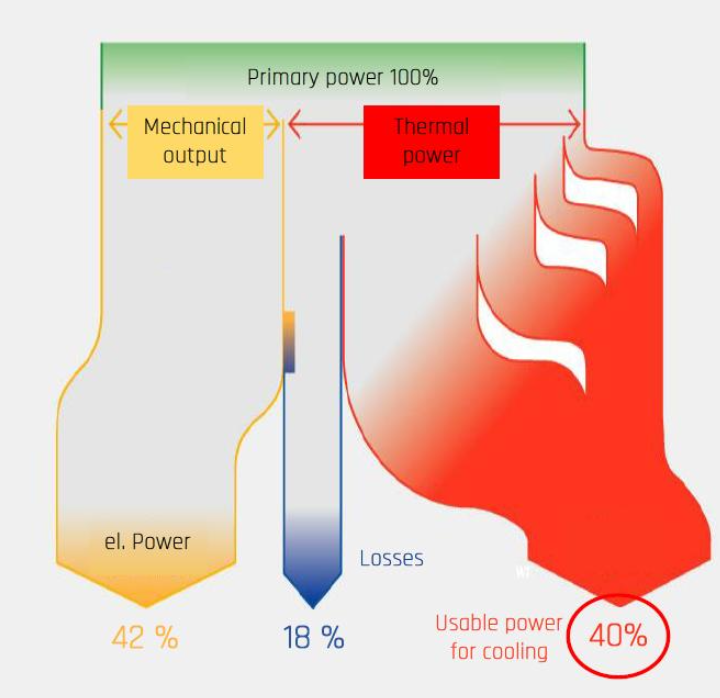 Primary power 100%
Mechanical
output
Thermal
power
el. Power
Losses
42 %
18 %
Usable power
for cooling
40%